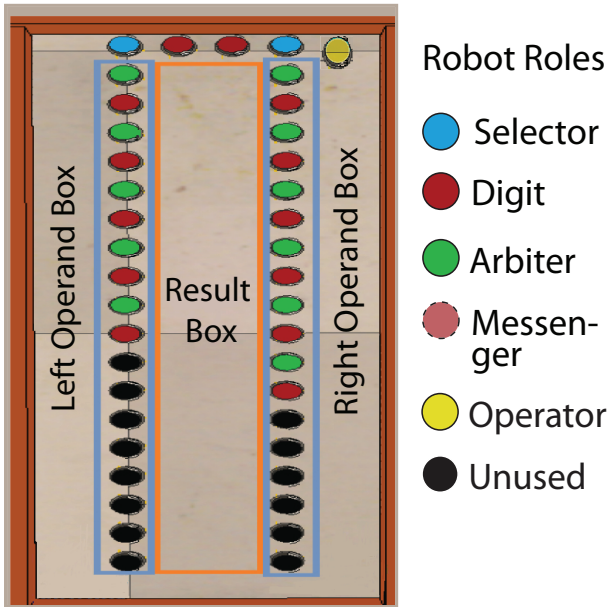 Robot Roles
Selector
Digit
Arbiter
Messen-
ger
Operator
Unused
Left Operand Box
Result
Box
Right Operand Box